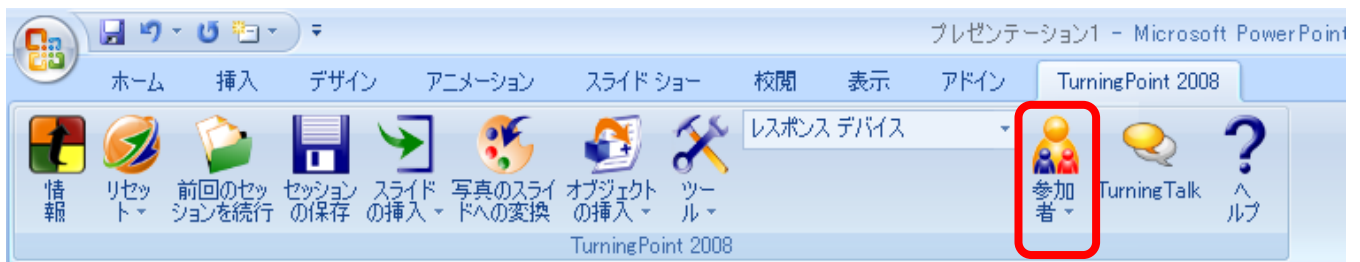 プレゼンテーション1 - Microsoft PowerPoint
ホーム 挿入 デザイン アニメーション スライド ショー 校閲 表示 アドイン TurningPoint 2008
レスポンス デバイス
情報 リセット 前回のセッションを続行 セッションの保存 スライドの挿入 写真のスライドへの変換 オブジェクトの挿入 ツール 参加者 TurningTalk ヘルプ
TurningPoint 2008